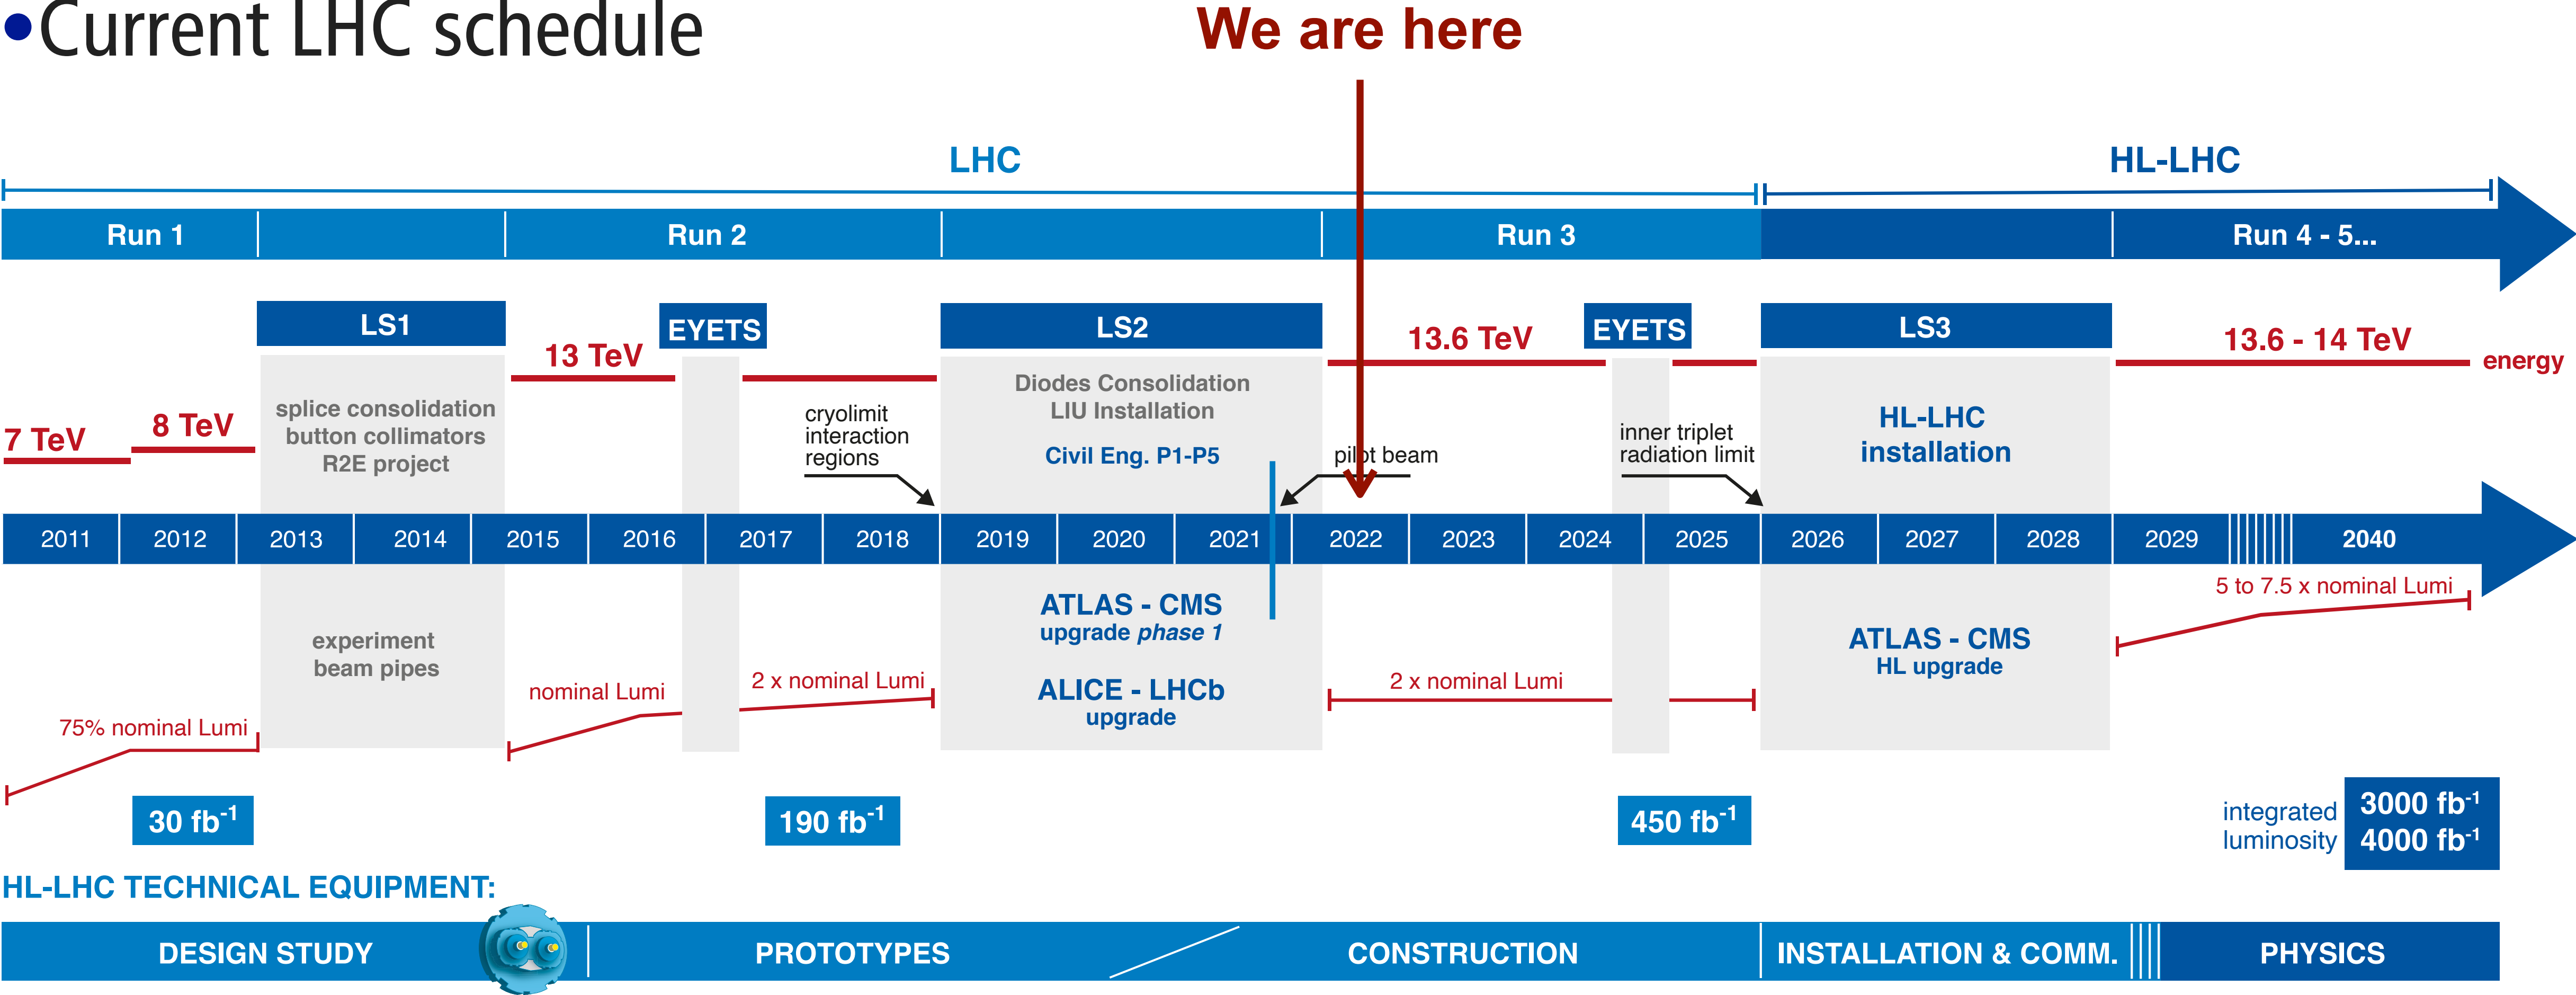 •Current LHC schedule
We are here
LHC
HL-LHC
Run 1
Run 2
Run 3
Run 4 - 5...
LS1
EYETS
LS2
EYETS
LS3
7 TeV
8 TeV
13 TeV
13.6 TeV
13.6 - 14 TeV
energy
splice consolidation
button collimators
R2E project
cryolimit
interaction
regions
Diodes Consolidation
LIU Installation
Civil Eng. P1-P5
pilot beam
inner triplet
radiation limit
HL-LHC
installation
2011
2012
2013
2014
2015
2016
2017
2018
2019
2020
2021
2022
2023
2024
2025
2026
2027
2028
2029
2040
experiment
beam pipes
ATLAS - CMS
upgrade phase 1
ALICE - LHCb
upgrade
ATLAS - CMS
HL upgrade
75% nominal Lumi
nominal Lumi
2 x nominal Lumi
2 x nominal Lumi
5 to 7.5 x nominal Lumi
30 fb⁻¹
190 fb⁻¹
450 fb⁻¹
integrated
luminosity
3000 fb⁻¹
4000 fb⁻¹
HL-LHC TECHNICAL EQUIPMENT:
DESIGN STUDY
PROTOTYPES
CONSTRUCTION
INSTALLATION & COMM.
PHYSICS